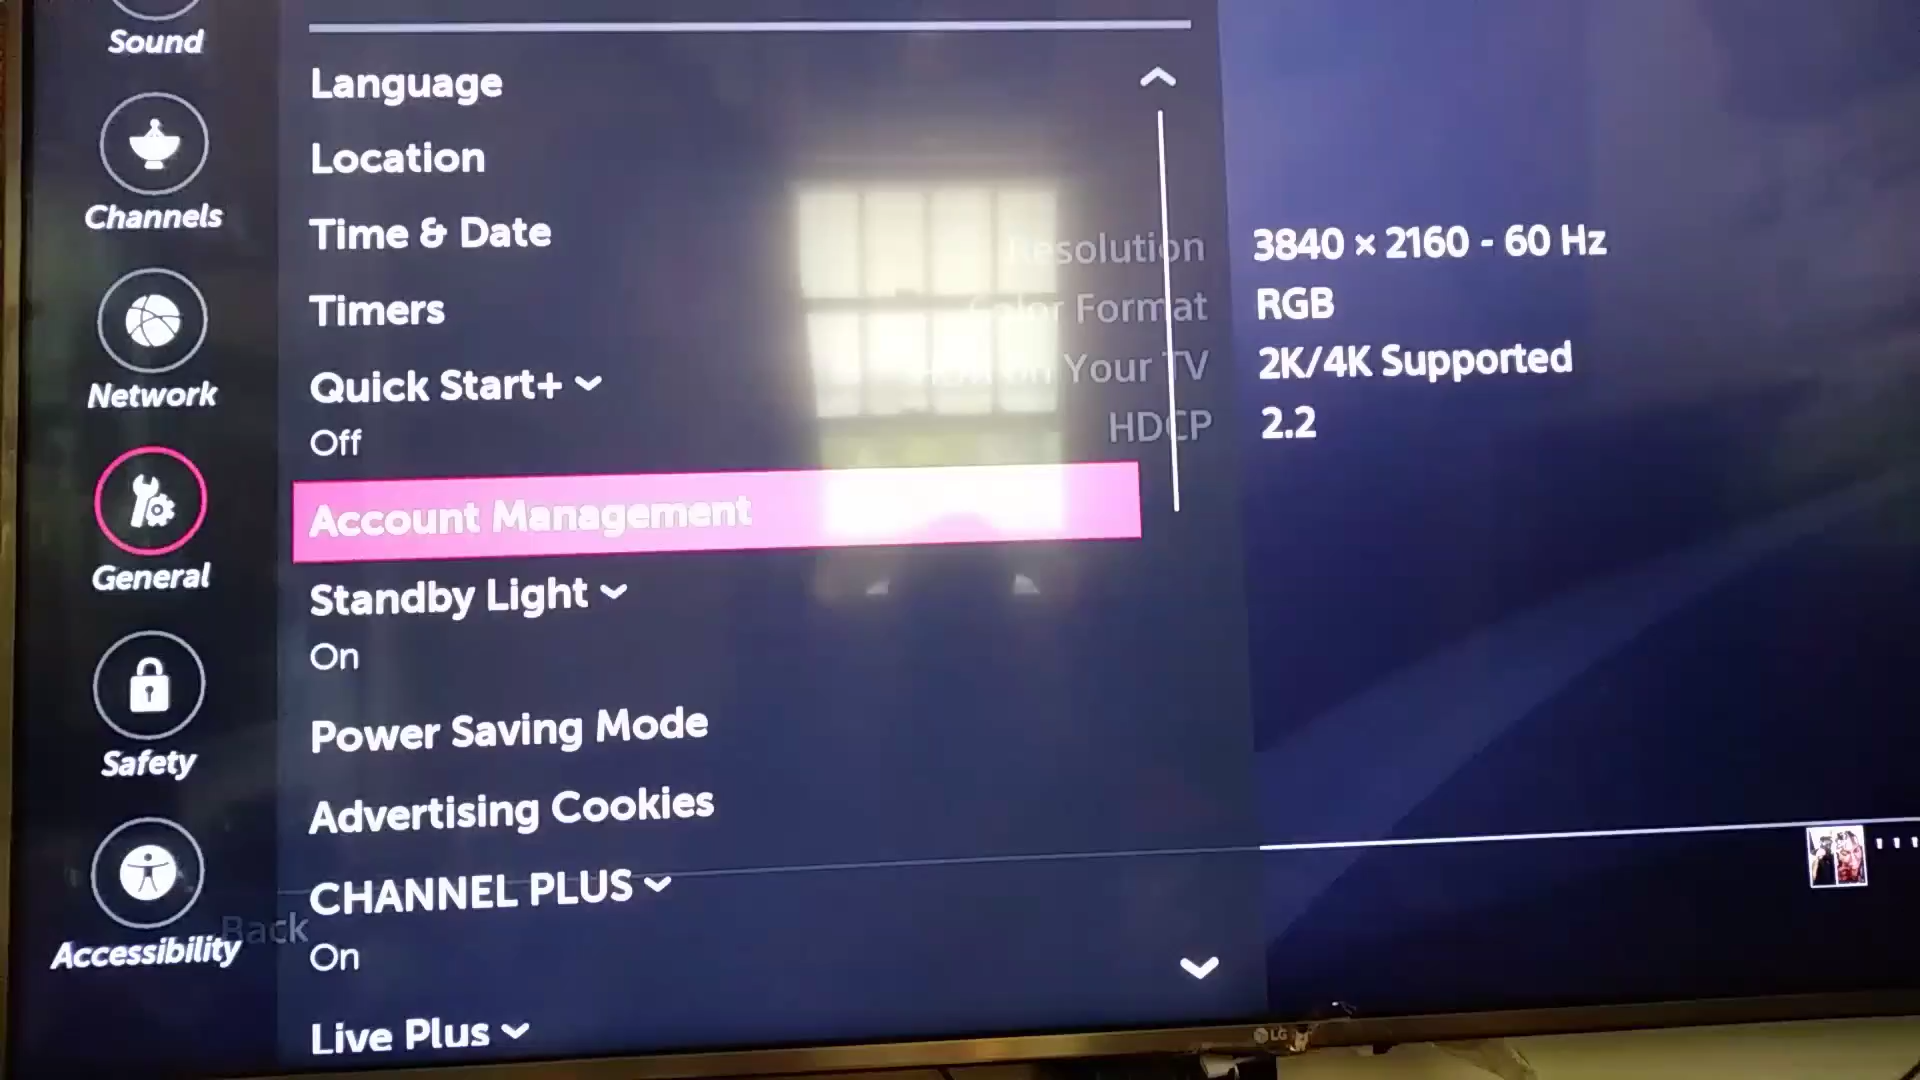 Sound
Channels
Network
General
Safety
Accessibility
Language
Location
Time & Date
Timers
Quick Start+
Off
Account Management
Standby Light
On
Power Saving Mode
Advertising Cookies
CHANNEL PLUS
On
Live Plus
Resolution 3840 × 2160 - 60 Hz
Color Format RGB
on Your TV 2K/4K Supported
HDCP 2.2
Back
LG